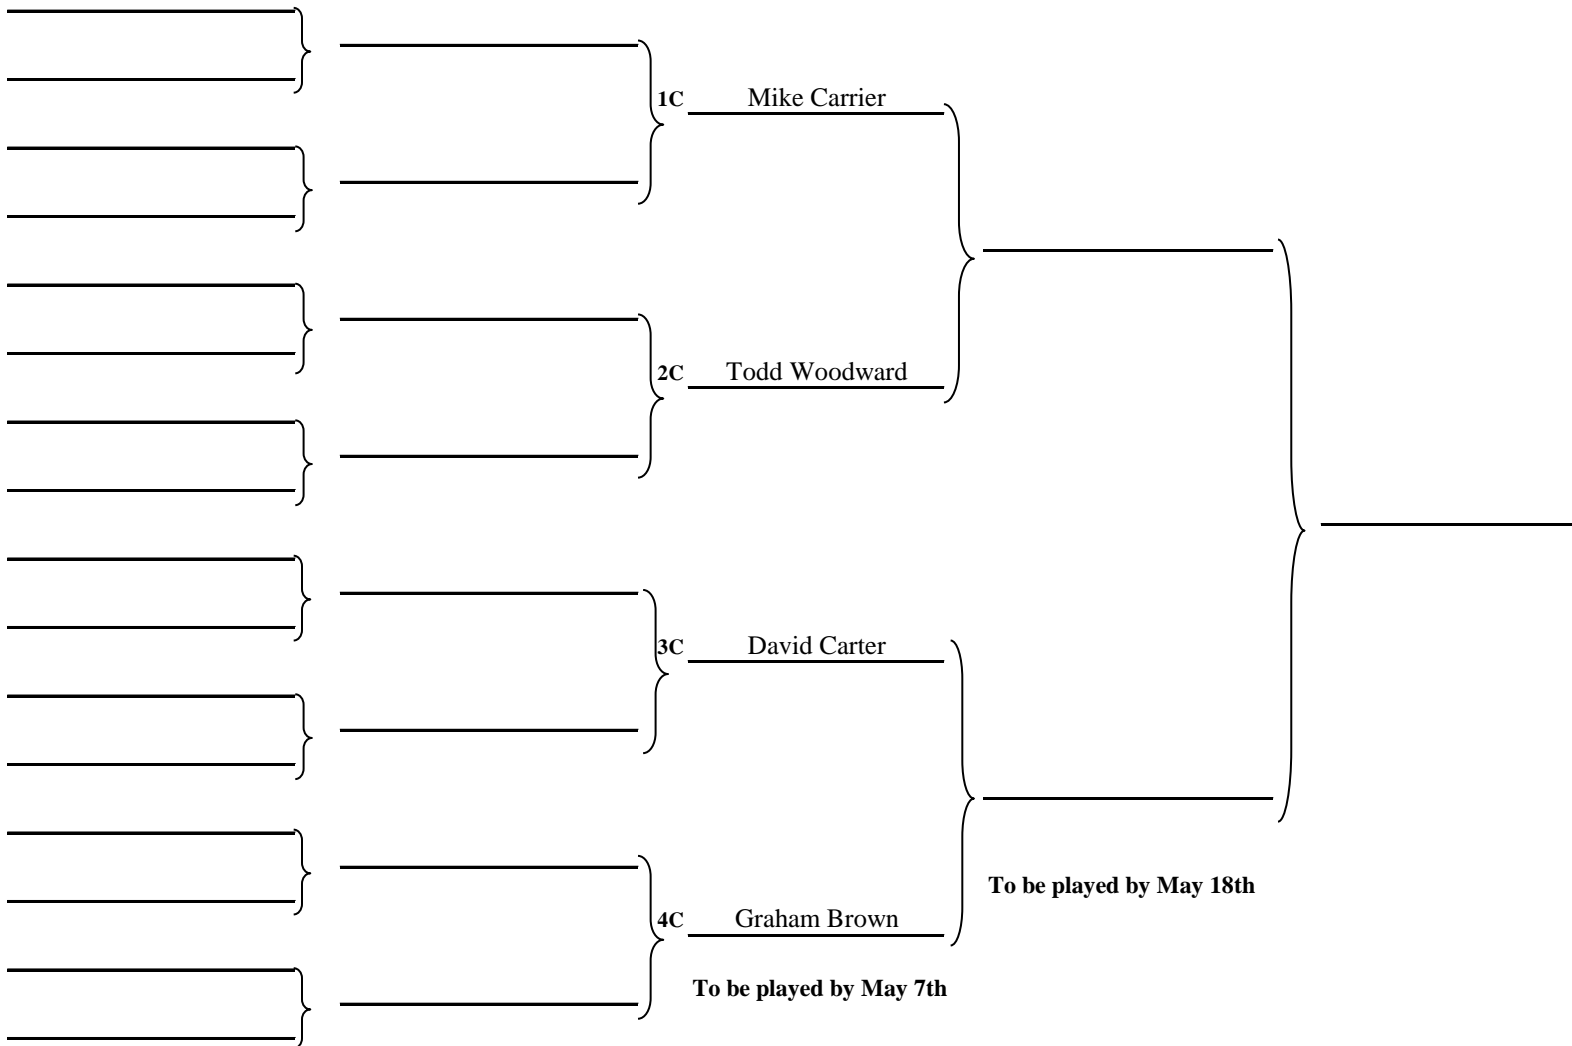 1C Mike Carrier
2C Todd Woodward
3C David Carter
To be played by May 18th
4C Graham Brown
To be played by May 7th